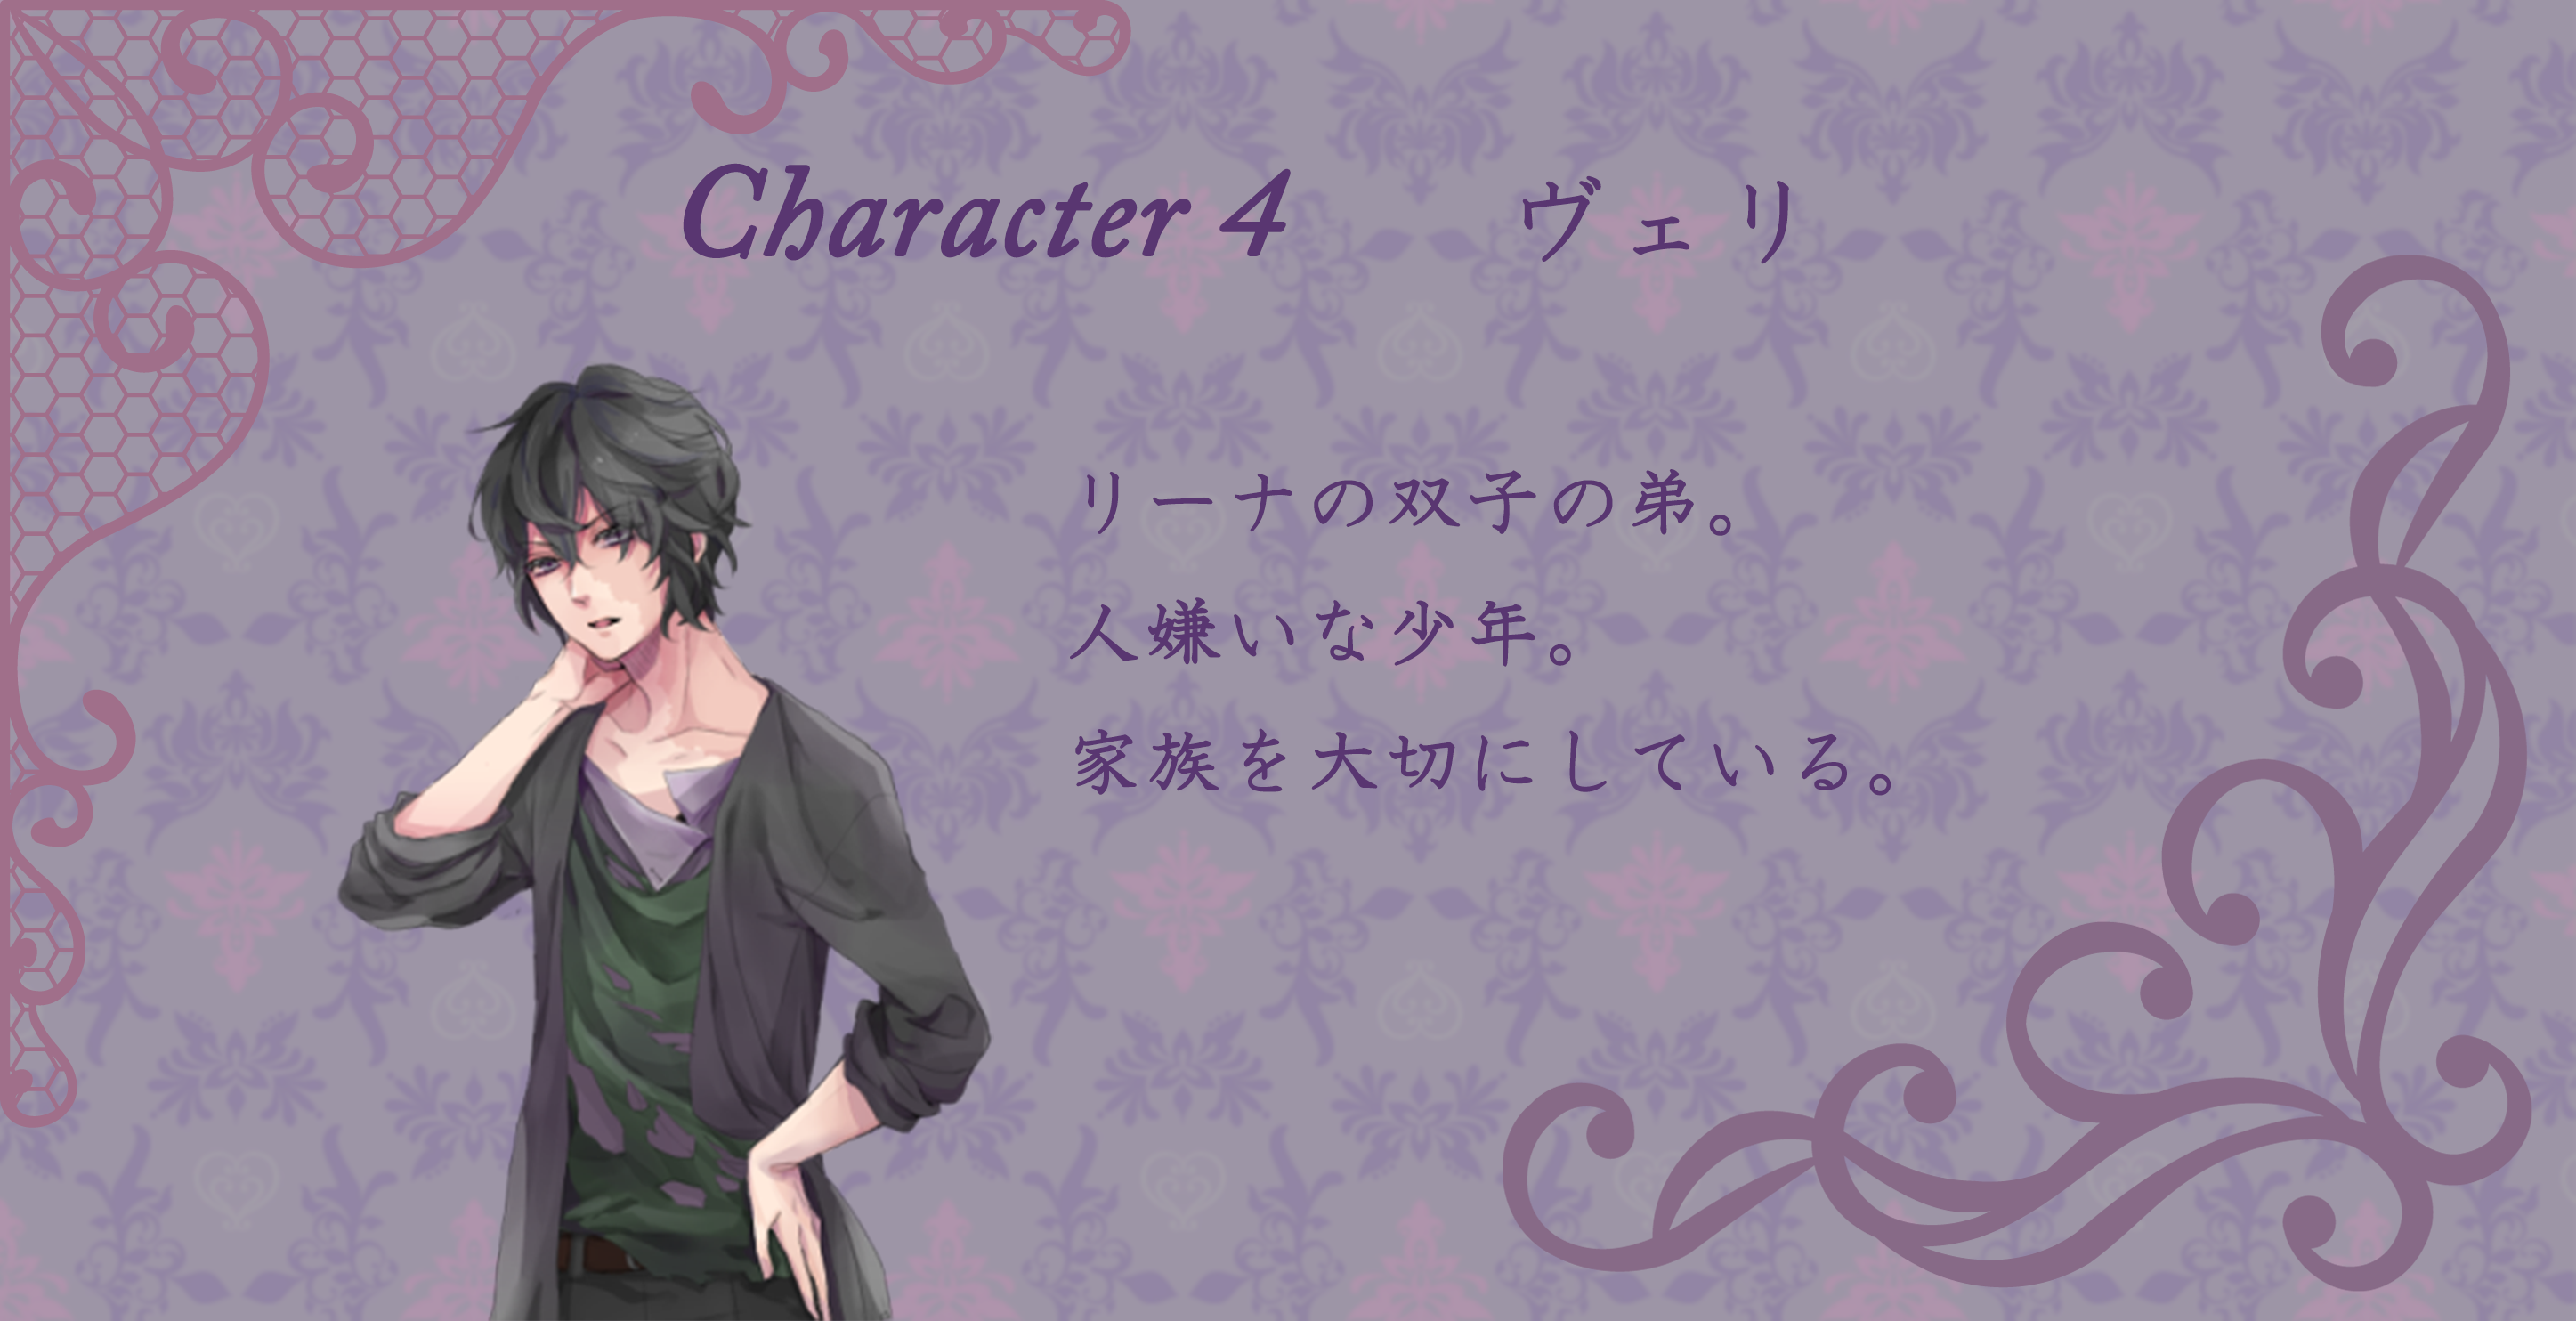 Character 4　ヴェリ
リーナの双子の弟。
人嫌いな少年。
家族を大切にしている。